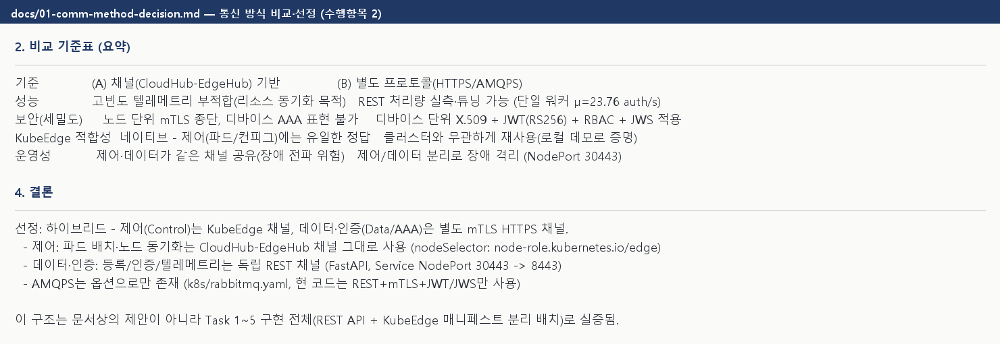 docs/01-comm-method-decision.md — 통신 방식 비교·선정 (수행항목 2)
2. 비교 기준표 (요약)
기준 (A) 채널(CloudHub-EdgeHub) 기반 (B) 별도 프로토콜(HTTPS/AMQPS)
성능 고빈도 텔레메트리 부적합(리소스 동기화 목적) REST 처리량 실측·튜닝 가능 (단일 워커 μ=23.76 auth/s)
보안(세밀도) 노드 단위 mTLS 종단, 디바이스 AAA 표현 불가 디바이스 단위 X.509 + JWT(RS256) + RBAC + JWS 적용
KubeEdge 적합성 네이티브 - 제어(파드/컨피그)에는 유일한 정답 클러스터와 무관하게 재사용(로컬 데모로 증명)
운영성 제어·데이터가 같은 채널 공유(장애 전파 위험) 제어/데이터 분리로 장애 격리 (NodePort 30443)
4. 결론
선정: 하이브리드 - 제어(Control)는 KubeEdge 채널, 데이터·인증(Data/AAA)은 별도 mTLS HTTPS 채널.
- 제어: 파드 배치·노드 동기화는 CloudHub-EdgeHub 채널 그대로 사용 (nodeSelector: node-role.kubernetes.io/edge)
- 데이터·인증: 등록/인증/텔레메트리는 독립 REST 채널 (FastAPI, Service NodePort 30443 -> 8443)
- AMQPS는 옵션으로만 존재 (k8s/rabbitmq.yaml, 현 코드는 REST+mTLS+JWT/JWS만 사용)
이 구조는 문서상의 제안이 아니라 Task 1~5 구현 전체(REST API + KubeEdge 매니페스트 분리 배치)로 실증됨.